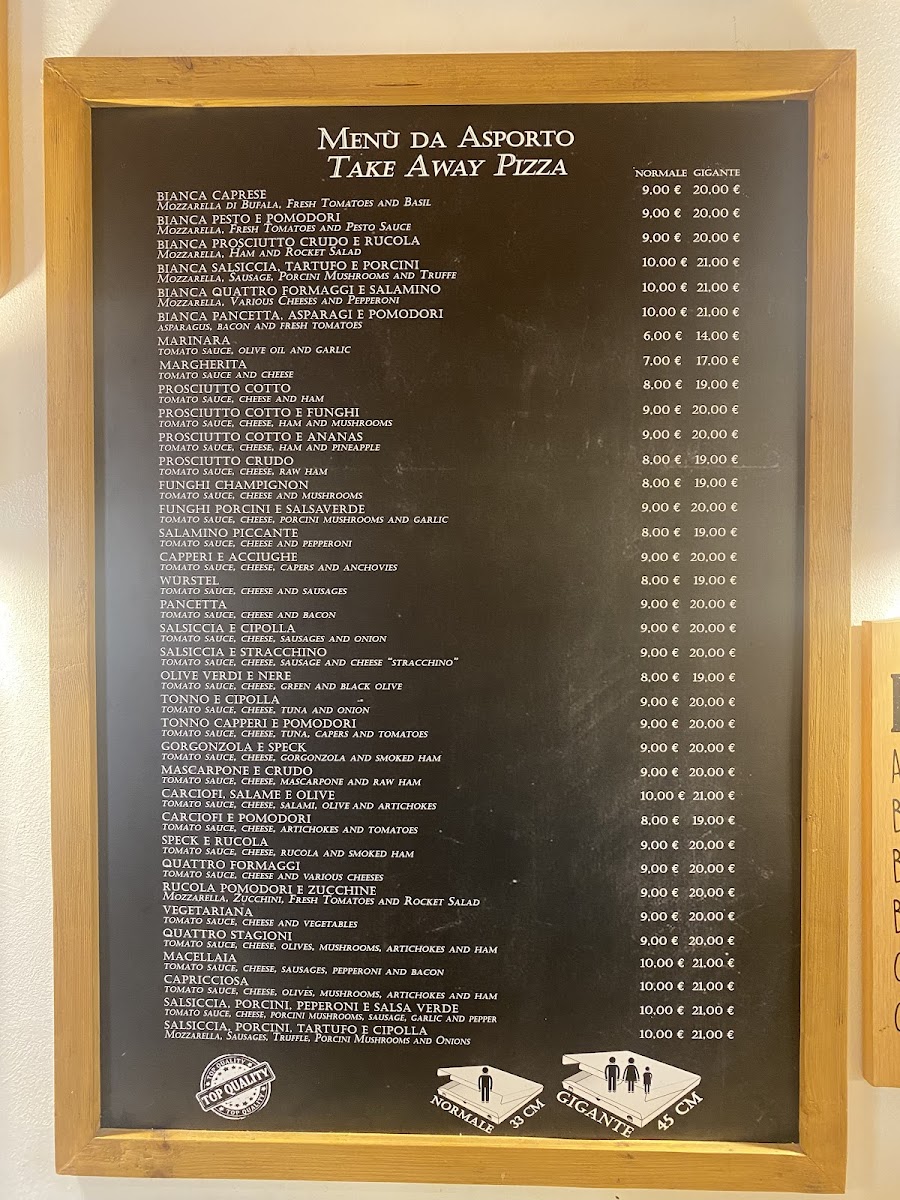 MENÙ DA ASPORTO
TAKE AWAY PIZZA
NORMALE GIGANTE
BIANCA CAPRESE 9,00 € 20,00 €
MOZZARELLA DI BUFALA, FRESH TOMATOES AND BASIL
BIANCA PESTO E POMODORI 9,00 € 20,00 €
MOZZARELLA, FRESH TOMATOES AND PESTO SAUCE
BIANCA PROSCIUTTO CRUDO E RUCOLA 9,00 € 20,00 €
MOZZARELLA, HAM AND ROCKET SALAD
BIANCA SALSICCIA, TARTUFO E PORCINI 10,00 € 21,00 €
MOZZARELLA, SAUSAGE, PORCINI MUSHROOMS AND TRUFFE
BIANCA QUATTRO FORMAGGI E SALAMINO 10,00 € 21,00 €
MOZZARELLA, VARIOUS CHEESES AND PEPPERONI
BIANCA PANCETTA, ASPARAGI E POMODORI 10,00 € 21,00 €
ASPARAGUS, BACON AND FRESH TOMATOES
MARINARA 6,00 € 14,00 €
TOMATO SAUCE, OLIVE OIL AND GARLIC
MARGHERITA 7,00 € 17,00 €
TOMATO SAUCE AND CHEESE
PROSCIUTTO COTTO 8,00 € 19,00 €
TOMATO SAUCE, CHEESE AND HAM
PROSCIUTTO COTTO E FUNGHI 9,00 € 20,00 €
TOMATO SAUCE, CHEESE, HAM AND MUSHROOMS
PROSCIUTTO COTTO E ANANAS 9,00 € 20,00 €
TOMATO SAUCE, CHEESE, HAM AND PINEAPPLE
PROSCIUTTO CRUDO 8,00 € 19,00 €
TOMATO SAUCE, CHEESE, RAW HAM
FUNGHI CHAMPIGNON 8,00 € 19,00 €
TOMATO SAUCE, CHEESE AND MUSHROOMS
FUNGHI PORCINI E SALSAVERDE 9,00 € 20,00 €
TOMATO SAUCE, CHEESE, PORCINI MUSHROOMS AND GARLIC
SALAMINO PICCANTE 8,00 € 19,00 €
TOMATO SAUCE, CHEESE AND PEPPERONI
CAPPERI E ACCIUGHE 9,00 € 20,00 €
TOMATO SAUCE, CHEESE, CAPERS AND ANCHOVIES
WURSTEL 8,00 € 19,00 €
TOMATO SAUCE, CHEESE AND SAUSAGES
PANCETTA 9,00 € 20,00 €
TOMATO SAUCE, CHEESE AND BACON
SALSICCIA E CIPOLLA 9,00 € 20,00 €
TOMATO SAUCE, CHEESE, SAUSAGES AND ONION
SALSICCIA E STRACCHINO 9,00 € 20,00 €
TOMATO SAUCE, CHEESE, SAUSAGE AND CHEESE "STRACCHINO"
OLIVE VERDI E NERE 8,00 € 19,00 €
TOMATO SAUCE, CHEESE, GREEN AND BLACK OLIVE
TONNO E CIPOLLA 9,00 € 20,00 €
TOMATO SAUCE, CHEESE, TUNA AND ONION
TONNO CAPPERI E POMODORI 9,00 € 20,00 €
TOMATO SAUCE, CHEESE, TUNA, CAPERS AND TOMATOES
GORGONZOLA E SPECK 9,00 € 20,00 €
TOMATO SAUCE, CHEESE, GORGONZOLA AND SMOKED HAM
MASCARPONE E CRUDO 9,00 € 20,00 €
TOMATO SAUCE, CHEESE, MASCARPONE AND RAW HAM
CARCIOFI, SALAME E OLIVE 10,00 € 21,00 €
TOMATO SAUCE, CHEESE, SALAMI, OLIVE AND ARTICHOKES
CARCIOFI E POMODORI 8,00 € 19,00 €
TOMATO SAUCE, CHEESE, ARTICHOKES AND TOMATOES
SPECK E RUCOLA 9,00 € 20,00 €
TOMATO SAUCE, CHEESE, RUCOLA AND SMOKED HAM
QUATTRO FORMAGGI 9,00 € 20,00 €
TOMATO SAUCE, CHEESE AND VARIOUS CHEESES
RUCOLA POMODORI E ZUCCHINE 9,00 € 20,00 €
MOZZARELLA, ZUCCHINI, FRESH TOMATOES AND ROCKET SALAD
VEGETARIANA 9,00 € 20,00 €
TOMATO SAUCE, CHEESE AND VEGETABLES
QUATTRO STAGIONI 9,00 € 20,00 €
TOMATO SAUCE, CHEESE, OLIVES, MUSHROOMS, ARTICHOKES AND HAM
MACELLAIA 10,00 € 21,00 €
TOMATO SAUCE, CHEESE, SAUSAGES, PEPPERONI AND BACON
CAPRICCIOSA 10,00 € 21,00 €
TOMATO SAUCE, CHEESE, OLIVES, MUSHROOMS, ARTICHOKES AND HAM
SALSICCIA, PORCINI, PEPERONI E SALSA VERDE 10,00 € 21,00 €
TOMATO SAUCE, CHEESE, PORCINI MUSHROOMS, SAUSAGE, GARLIC AND PEPPER
SALSICCIA, PORCINI, TARTUFO E CIPOLLA 10,00 € 21,00 €
MOZZARELLA, SAUSAGES, TRUFFLE, PORCINI MUSHROOMS AND ONIONS
TOP QUALITY
TOP QUALITY
TOP QUALITY
NORMALE 33 CM
GIGANTE 45 CM